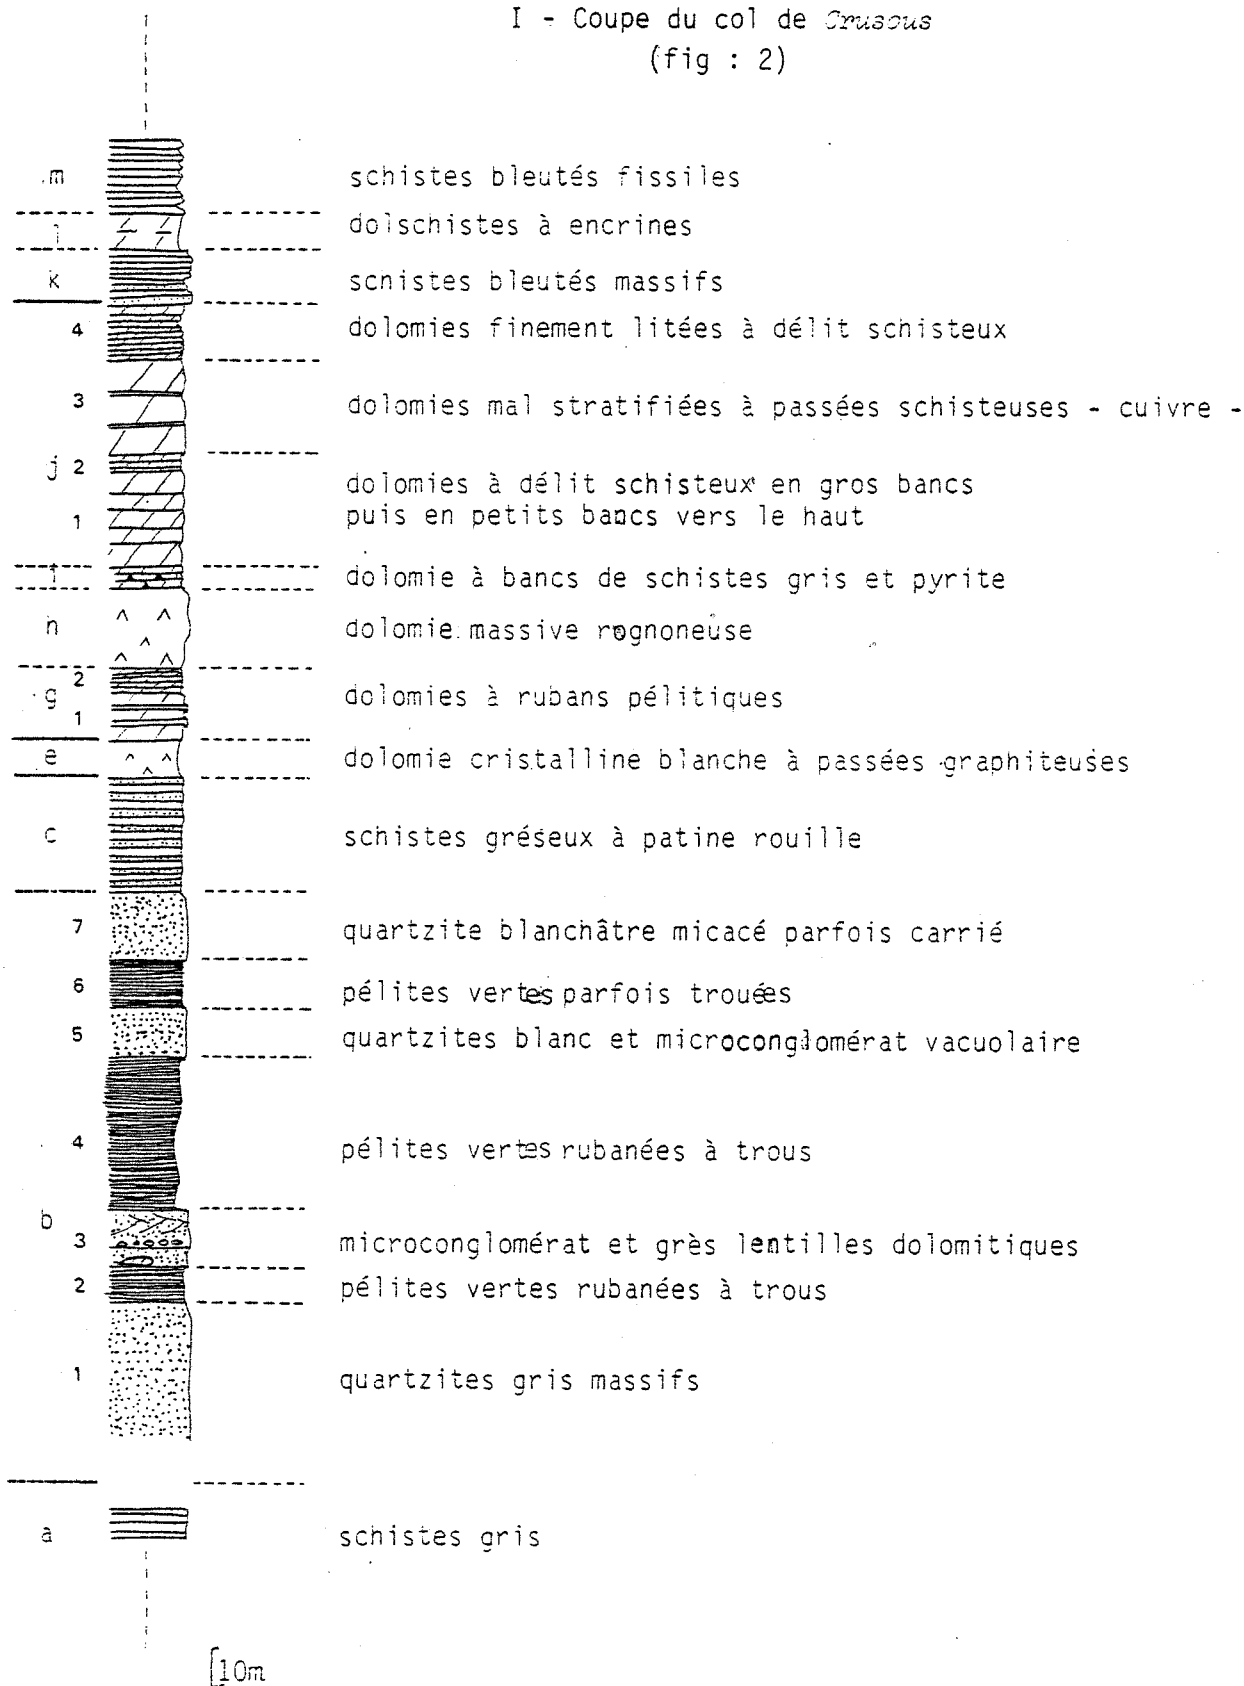 I - Coupe du col de
(fig : 2)
m schistes bleutés fissiles
l dolschistes à encrines
k scnistes bleutés massifs
4 dolomies finement litées à délit schisteux
3 dolomies mal stratifiées à passées schisteuses - cuivre -
j 2
dolomies à délit schisteux en gros bancs
1 puis en petits bancs vers le haut
i dolomie à bancs de schistes gris et pyrite
h dolomie massive rognoneuse
2
g dolomies à rubans pélitiques
1
e dolomie cristalline blanche à passées graphiteuses
c schistes gréseux à patine rouille
7 quartzite blanchâtre micacé parfois carrié
6 pélites vertes parfois trouées
5 quartzites blanc et microconglomérat vacuolaire
4 pélites vertes rubanées à trous
b
3 microconglomérat et grès lentilles dolomitiques
2 pélites vertes rubanées à trous
1 quartzites gris massifs
a schistes gris
10m